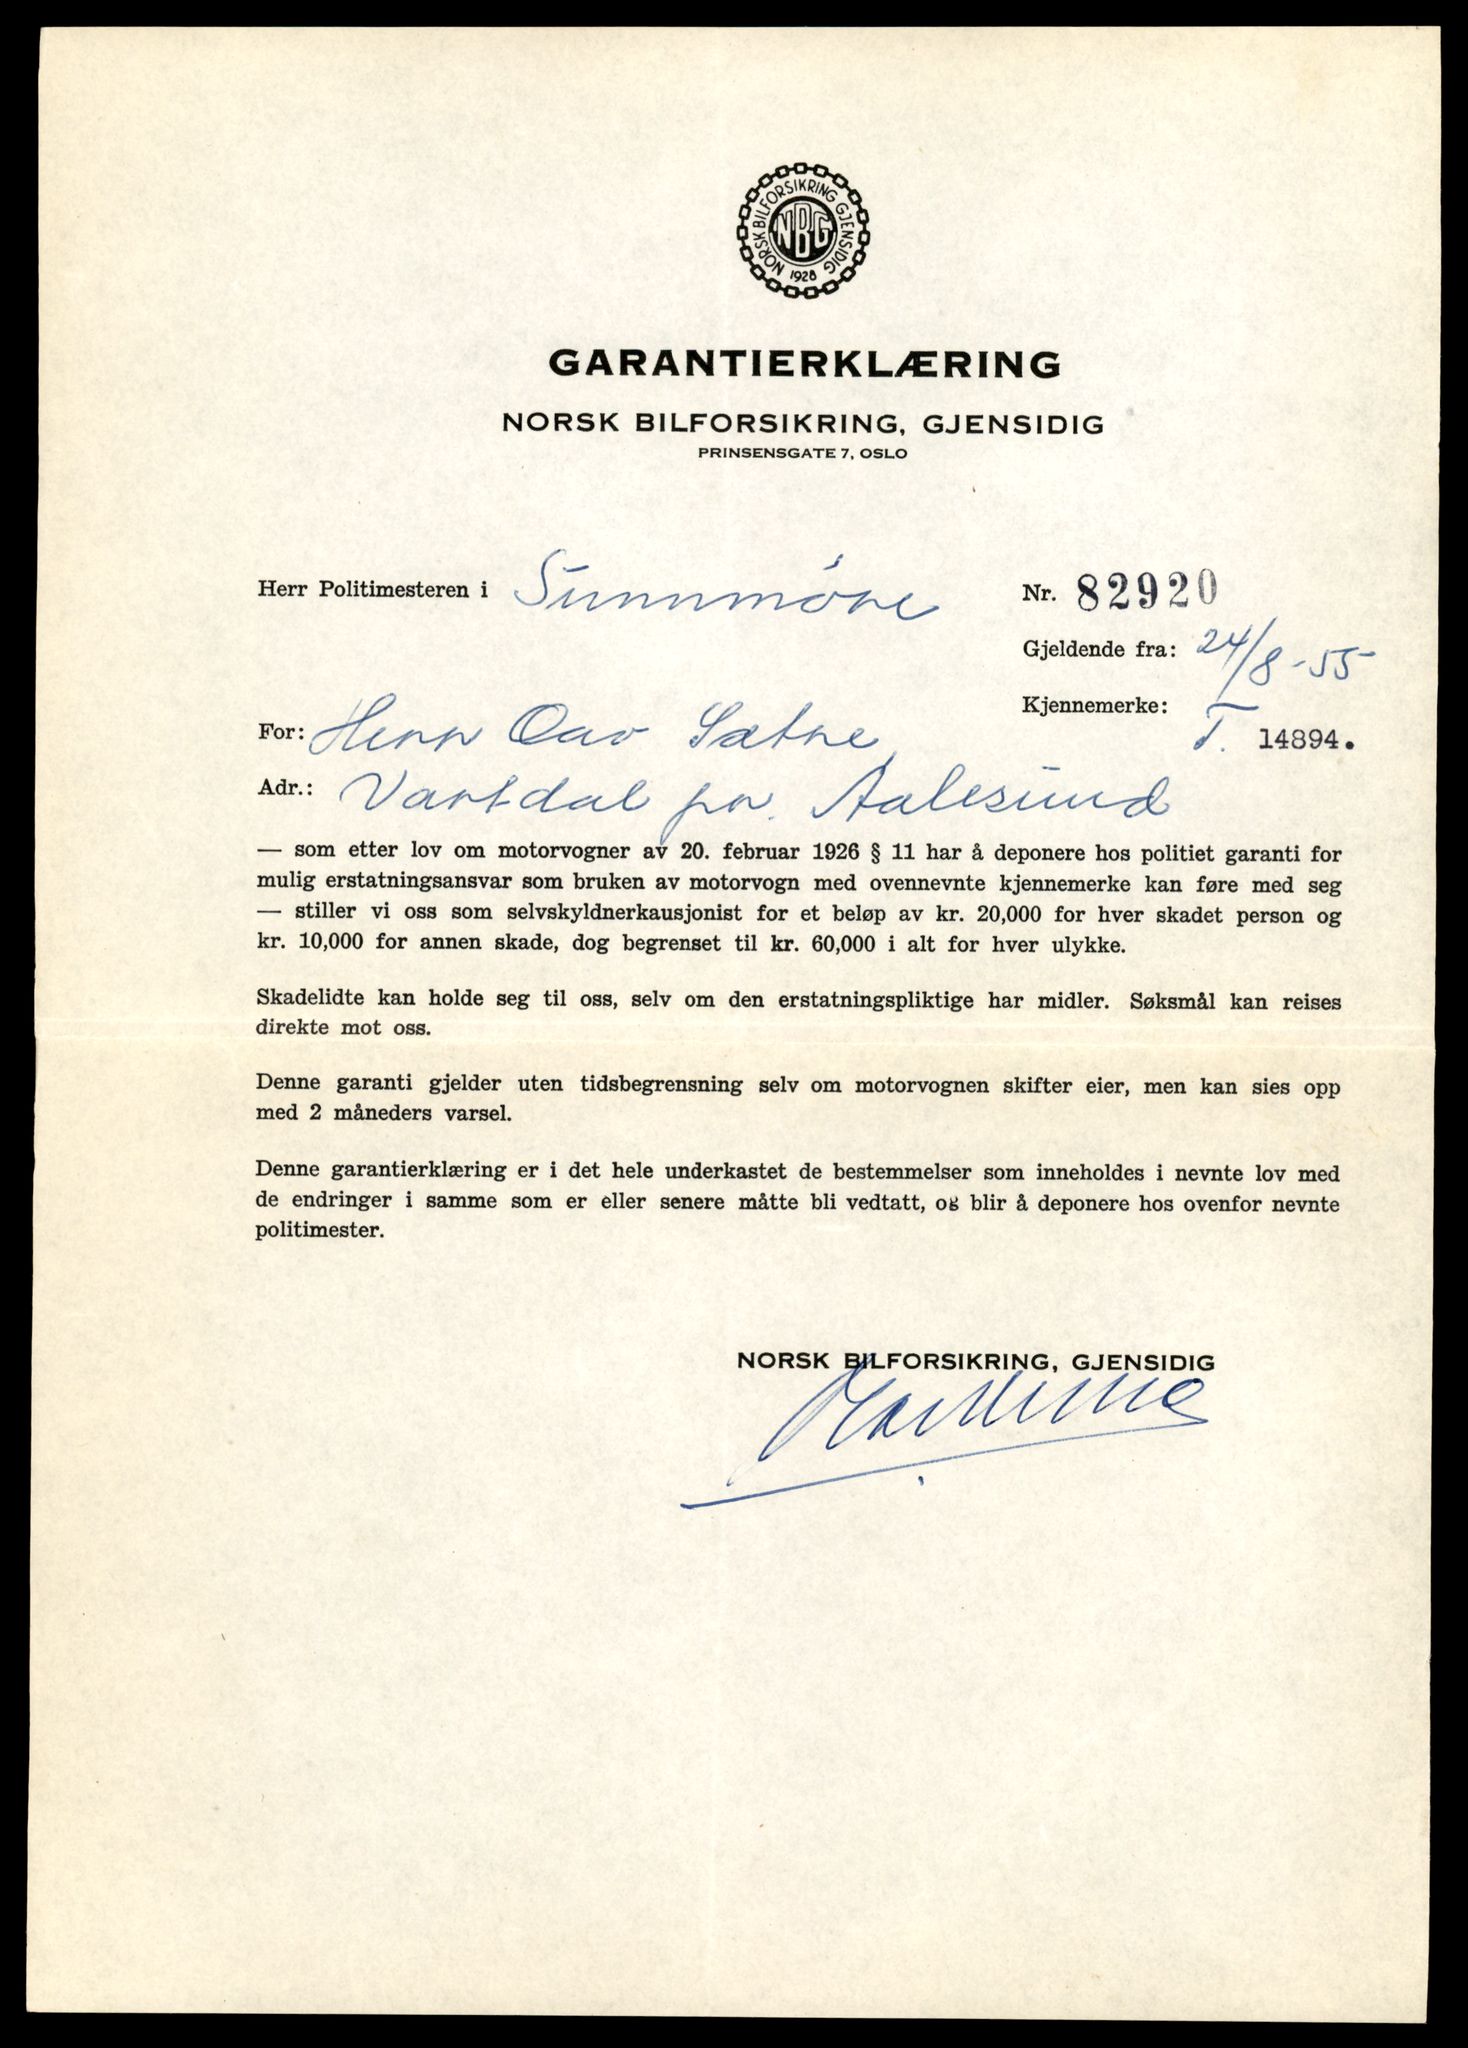 NORSK BILFORSIKRING GJENSIDIG
NBG
1928
GARANTIERKLÆRING
NORSK BILFORSIKRING, GJENSIDIG
PRINSENSGATE 7, OSLO
Herr Politimesteren i Sunnmöre
Nr. 82920
Gjeldende fra: 24/8-55
Kjennemerke: T. 14894.
For: Herr Oav Sætre
Adr.: Vartdal pr. Aalesund
— som etter lov om motorvogner av 20. februar 1926 § 11 har å deponere hos politiet garanti for
mulig erstatningsansvar som bruken av motorvogn med ovennevnte kjennemerke kan føre med seg
— stiller vi oss som selvskyldnerkausjonist for et beløp av kr. 20,000 for hver skadet person og
kr. 10,000 for annen skade, dog begrenset til kr. 60,000 i alt for hver ulykke.
Skadelidte kan holde seg til oss, selv om den erstatningspliktige har midler. Søksmål kan reises
direkte mot oss.
Denne garanti gjelder uten tidsbegrensning selv om motorvognen skifter eier, men kan sies opp
med 2 måneders varsel.
Denne garantierklæring er i det hele underkastet de bestemmelser som inneholdes i nevnte lov med
de endringer i samme som er eller senere måtte bli vedtatt, og blir å deponere hos ovenfor nevnte
politimester.
NORSK BILFORSIKRING, GJENSIDIG